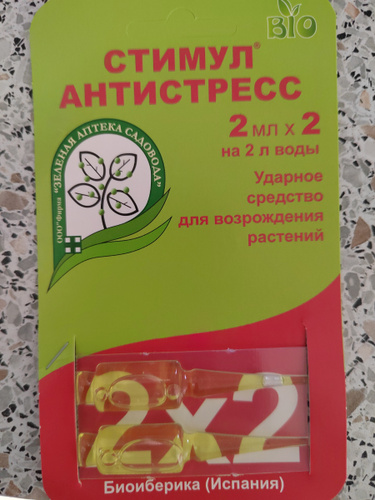 BIO
СТИМУЛ®
АНТИСТРЕСС
2 мл х 2
на 2 л воды
ООО "Фирма "ЗЕЛЕНАЯ АПТЕКА САДОВОДА"
Ударное
средство
для возрождения
растений
2х2
Биоиберика (Испания)